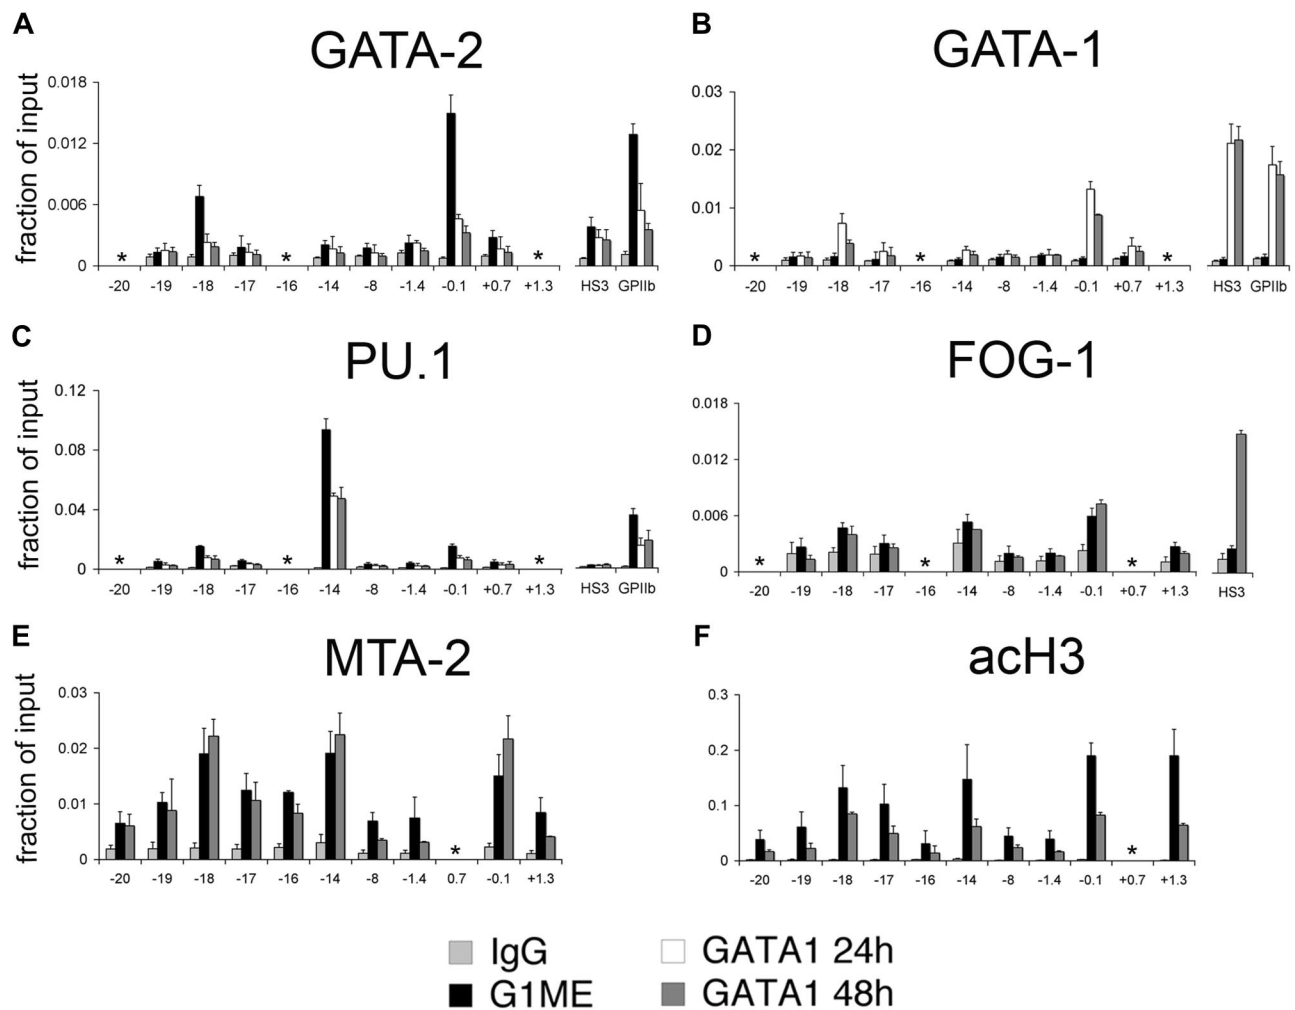 A
GATA-2
fraction of input
0.018
0.012
0.006
0
* *  *
-20 -19 -18 -17 -16 -14 -8 -1.4 -0.1 +0.7 +1.3 HS3 GPIIb
B
GATA-1
0.03
0.02
0.01
0
* * *
-20 -19 -18 -17 -16 -14 -8 -1.4 -0.1 +0.7 +1.3 HS3 GPIIb
C
PU.1
fraction of input
0.12
0.08
0.04
0
* * *
-20 -19 -18 -17 -16 -14 -8 -1.4 -0.1 +0.7 +1.3 HS3 GPIIb
D
FOG-1
0.018
0.012
0.006
0
* * *
-20 -19 -18 -17 -16 -14 -8 -1.4 -0.1 +0.7 +1.3 HS3
E
MTA-2
fraction of input
0.03
0.02
0.01
0
*
-20 -19 -18 -17 -16 -14 -8 -1.4 0.7 -0.1 +1.3
F
acH3
0.3
0.2
0.1
0
*
-20 -19 -18 -17 -16 -14 -8 -1.4 -0.1 +0.7 +1.3
IgG
GATA1 24h
G1ME
GATA1 48h